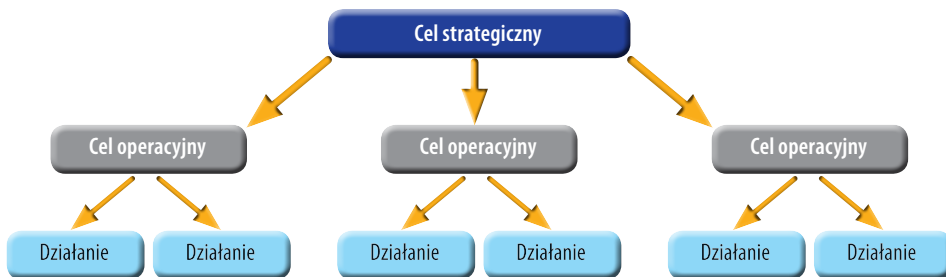 Cel strategiczny
Cel operacyjny Cel operacyjny Cel operacyjny
Działanie Działanie Działanie Działanie Działanie Działanie